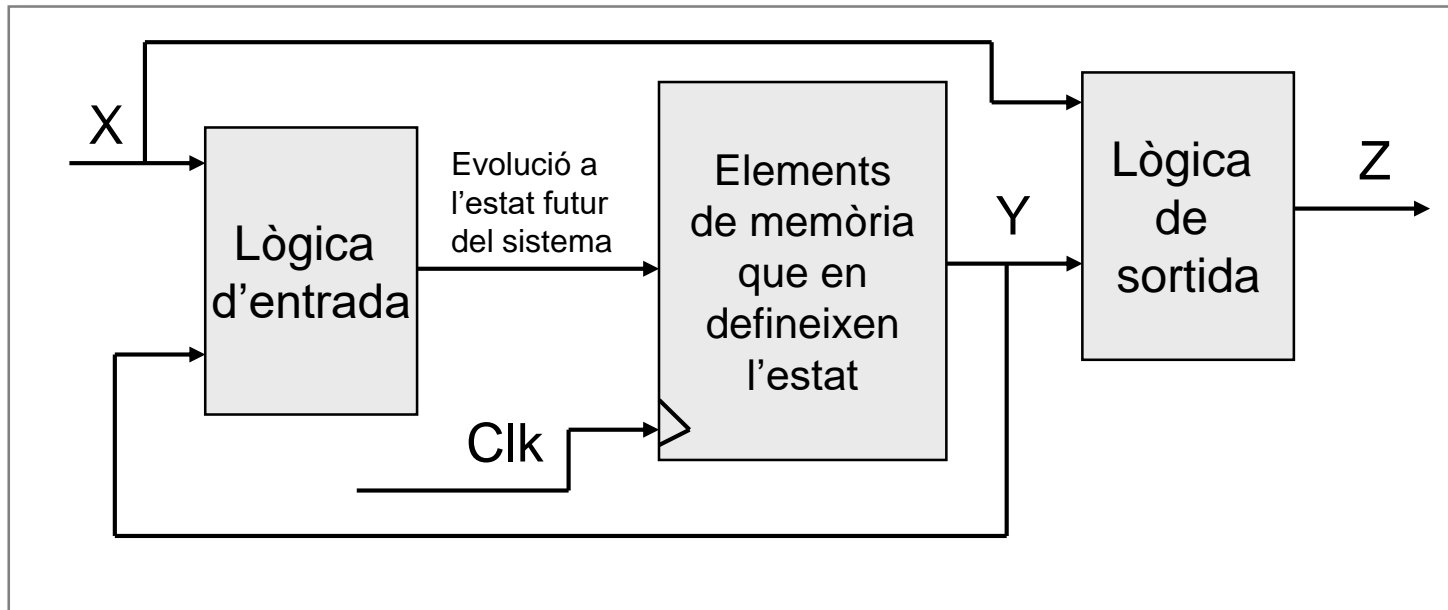 X
Lògica
d'entrada
Evolució a
l'estat futur
del sistema
Clk
Elements
de memòria
que en
defineixen
l'estat
Y
Lògica
de
sortida
Z